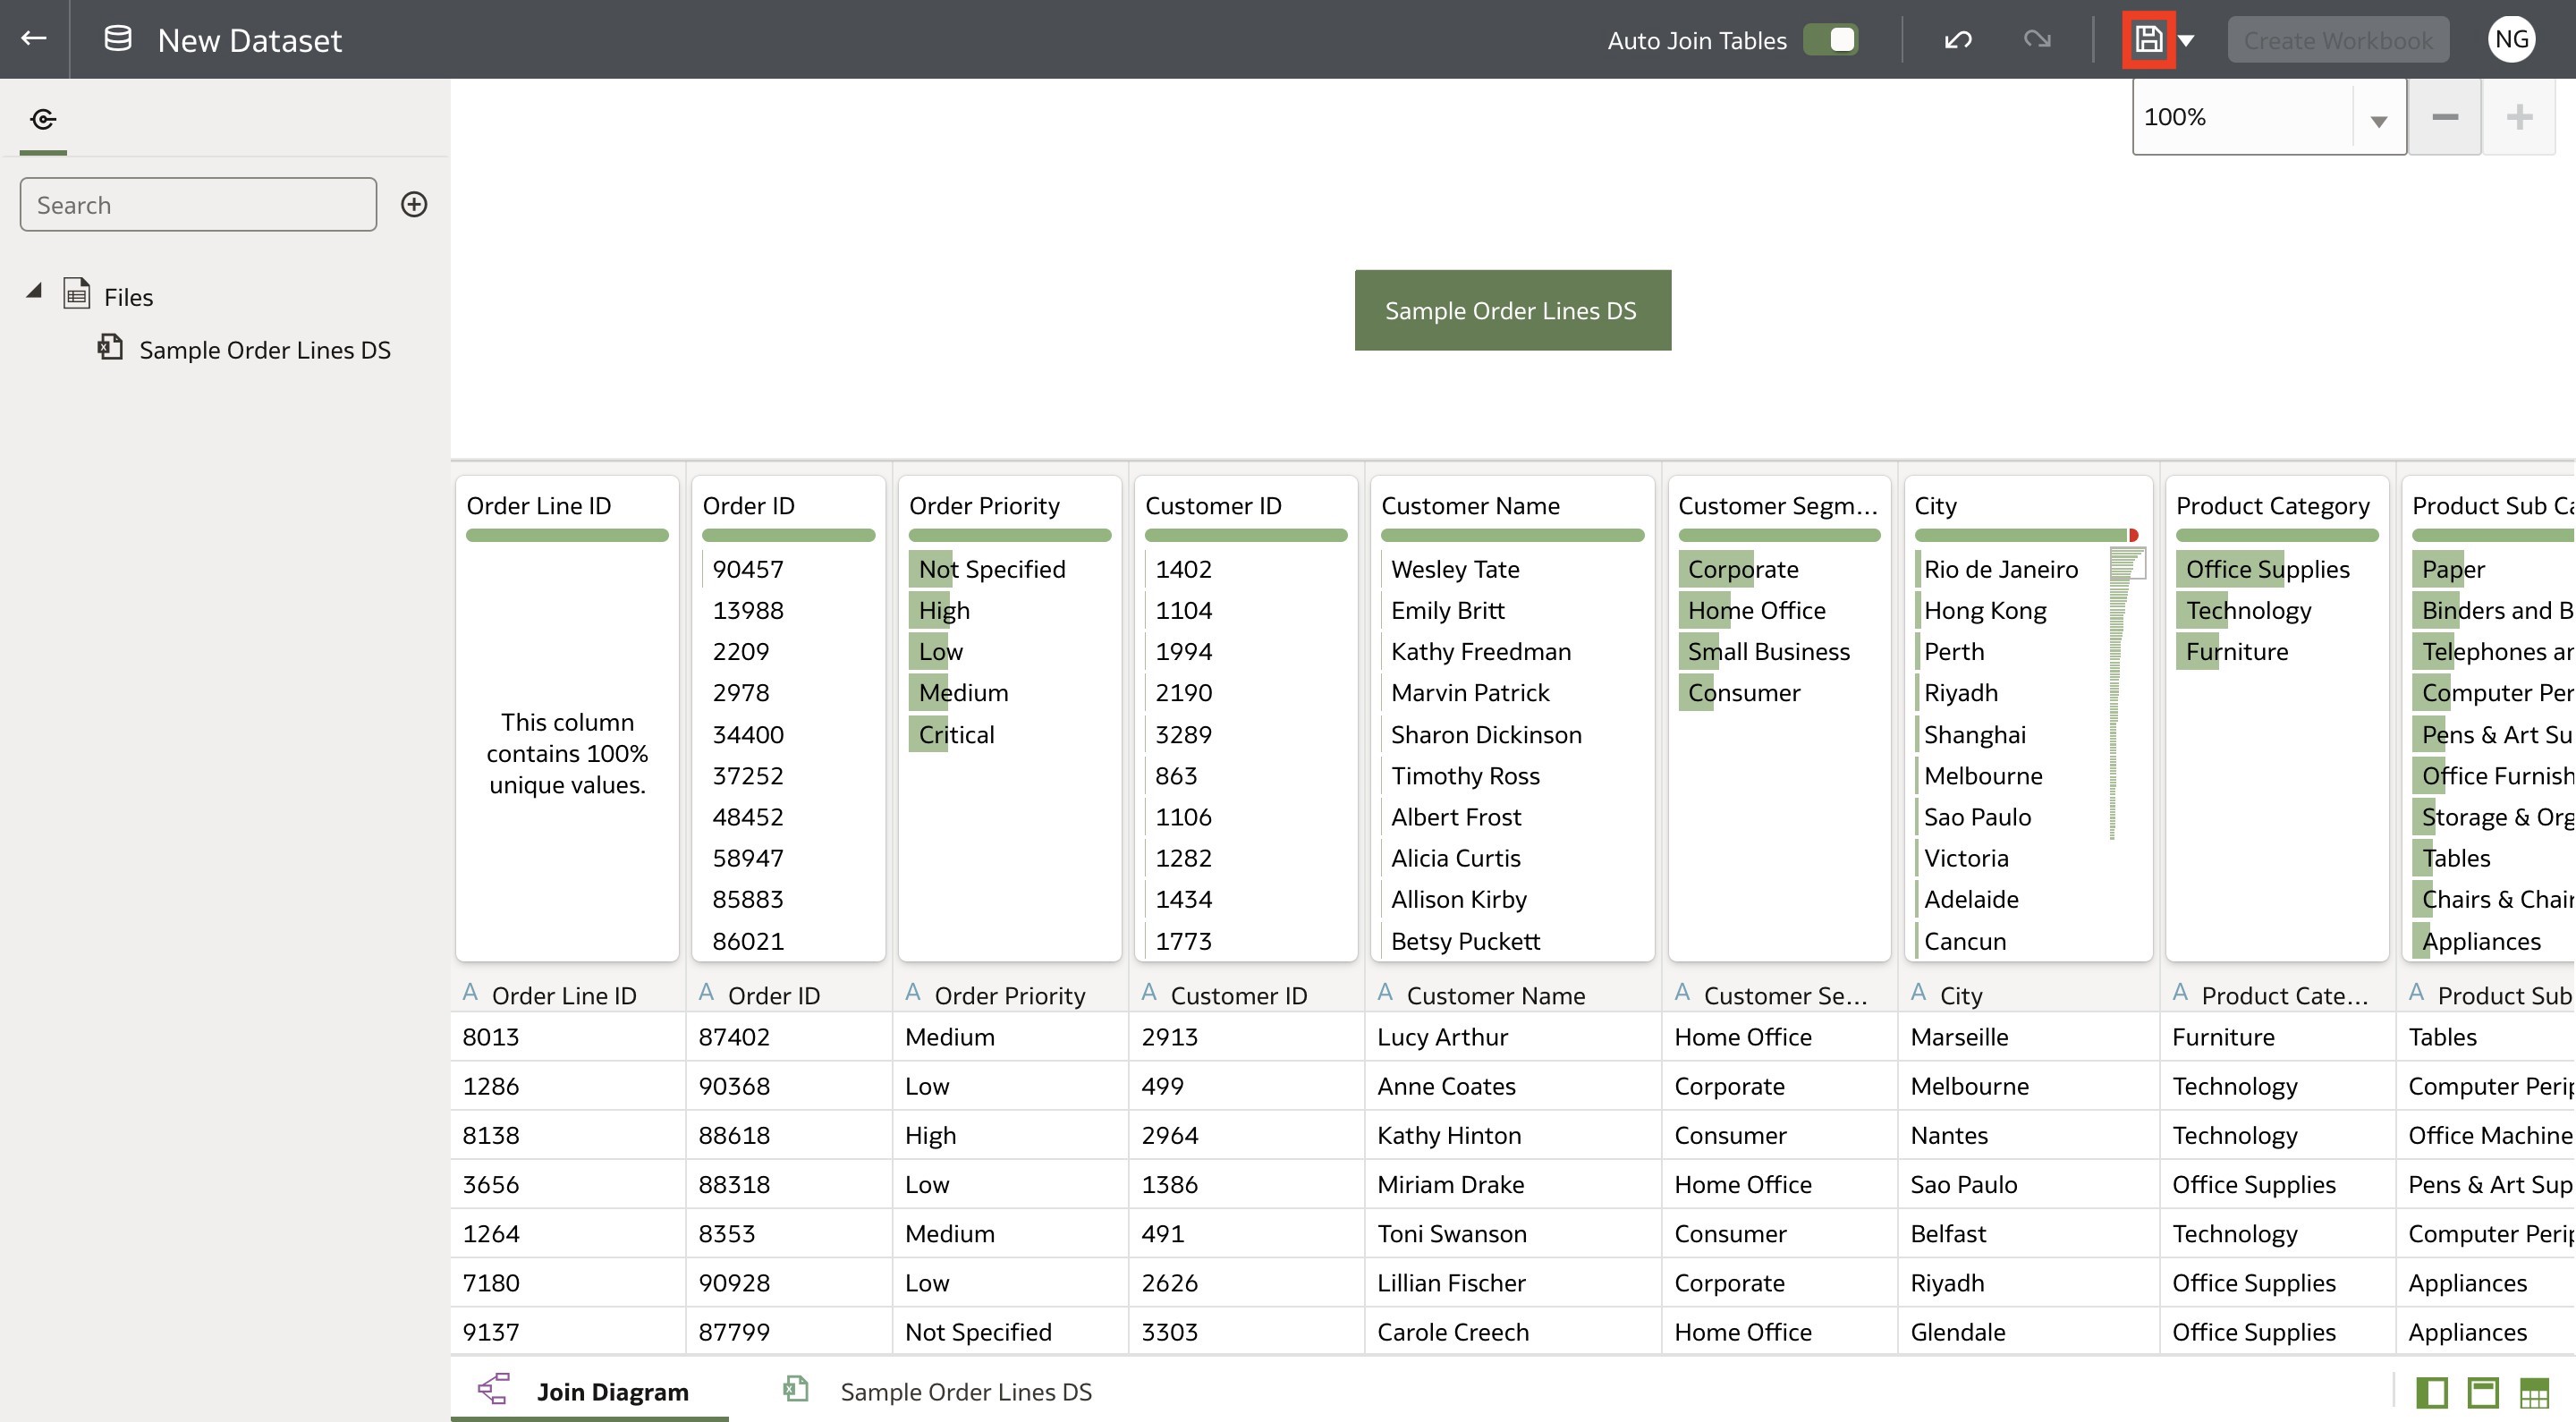 New Dataset
Auto Join Tables
Create Workbook
NG
100%
Search
Files
Sample Order Lines DS
Sample Order Lines DS
Order Line ID Order ID Order Priority Customer ID Customer Name Customer Segm... City Product Category Product Sub Ca
This column contains 100% unique values.
90457
13988
2209
2978
34400
37252
48452
58947
85883
86021
Not Specified
High
Low
Medium
Critical
1402
1104
1994
2190
3289
863
1106
1282
1434
1773
Wesley Tate
Emily Britt
Kathy Freedman
Marvin Patrick
Sharon Dickinson
Timothy Ross
Albert Frost
Alicia Curtis
Allison Kirby
Betsy Puckett
Corporate
Home Office
Small Business
Consumer
Rio de Janeiro
Hong Kong
Perth
Riyadh
Shanghai
Melbourne
Sao Paulo
Victoria
Adelaide
Cancun
Office Supplies
Technology
Furniture
Paper
Binders and B
Telephones an
Computer Per
Pens & Art Su
Office Furnish
Storage & Org
Tables
Chairs & Chair
Appliances
A Order Line ID A Order ID A Order Priority A Customer ID A Customer Name A Customer Se... A City A Product Cate... A Product Sub
8013 87402 Medium 2913 Lucy Arthur Home Office Marseille Furniture Tables
1286 90368 Low 499 Anne Coates Corporate Melbourne Technology Computer Perip
8138 88618 High 2964 Kathy Hinton Consumer Nantes Technology Office Machine
3656 88318 Low 1386 Miriam Drake Home Office Sao Paulo Office Supplies Pens & Art Sup
1264 8353 Medium 491 Toni Swanson Consumer Belfast Technology Computer Perip
7180 90928 Low 2626 Lillian Fischer Corporate Riyadh Office Supplies Appliances
9137 87799 Not Specified 3303 Carole Creech Home Office Glendale Office Supplies Appliances
Join Diagram
Sample Order Lines DS